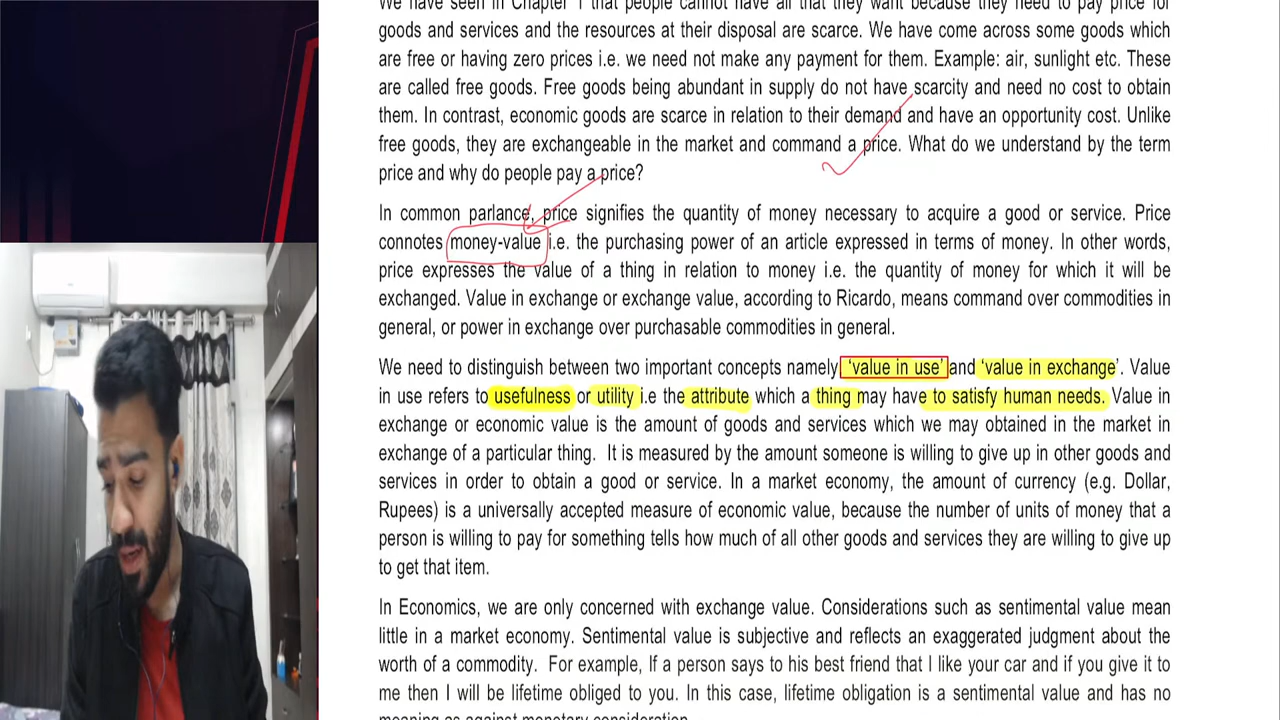 We have seen in Chapter 1 that people cannot have all that they want because they need to pay price for
goods and services and the resources at their disposal are scarce. We have come across some goods which
are free or having zero prices i.e. we need not make any payment for them. Example: air, sunlight etc. These
are called free goods. Free goods being abundant in supply do not have scarcity and need no cost to obtain
them. In contrast, economic goods are scarce in relation to their demand and have an opportunity cost. Unlike
free goods, they are exchangeable in the market and command a price. What do we understand by the term
price and why do people pay a price?
In common parlance, price signifies the quantity of money necessary to acquire a good or service. Price
connotes money-value i.e. the purchasing power of an article expressed in terms of money. In other words,
price expresses the value of a thing in relation to money i.e. the quantity of money for which it will be
exchanged. Value in exchange or exchange value, according to Ricardo, means command over commodities in
general, or power in exchange over purchasable commodities in general.
We need to distinguish between two important concepts namely ‘value in use’ and ‘value in exchange’. Value
in use refers to usefulness or utility i.e the attribute which a thing may have to satisfy human needs. Value in
exchange or economic value is the amount of goods and services which we may obtained in the market in
exchange of a particular thing. It is measured by the amount someone is willing to give up in other goods and
services in order to obtain a good or service. In a market economy, the amount of currency (e.g. Dollar,
Rupees) is a universally accepted measure of economic value, because the number of units of money that a
person is willing to pay for something tells how much of all other goods and services they are willing to give up
to get that item.
In Economics, we are only concerned with exchange value. Considerations such as sentimental value mean
little in a market economy. Sentimental value is subjective and reflects an exaggerated judgment about the
worth of a commodity. For example, If a person says to his best friend that I like your car and if you give it to
me then I will be lifetime obliged to you. In this case, lifetime obligation is a sentimental value and has no
meaning as against monetary consideration.